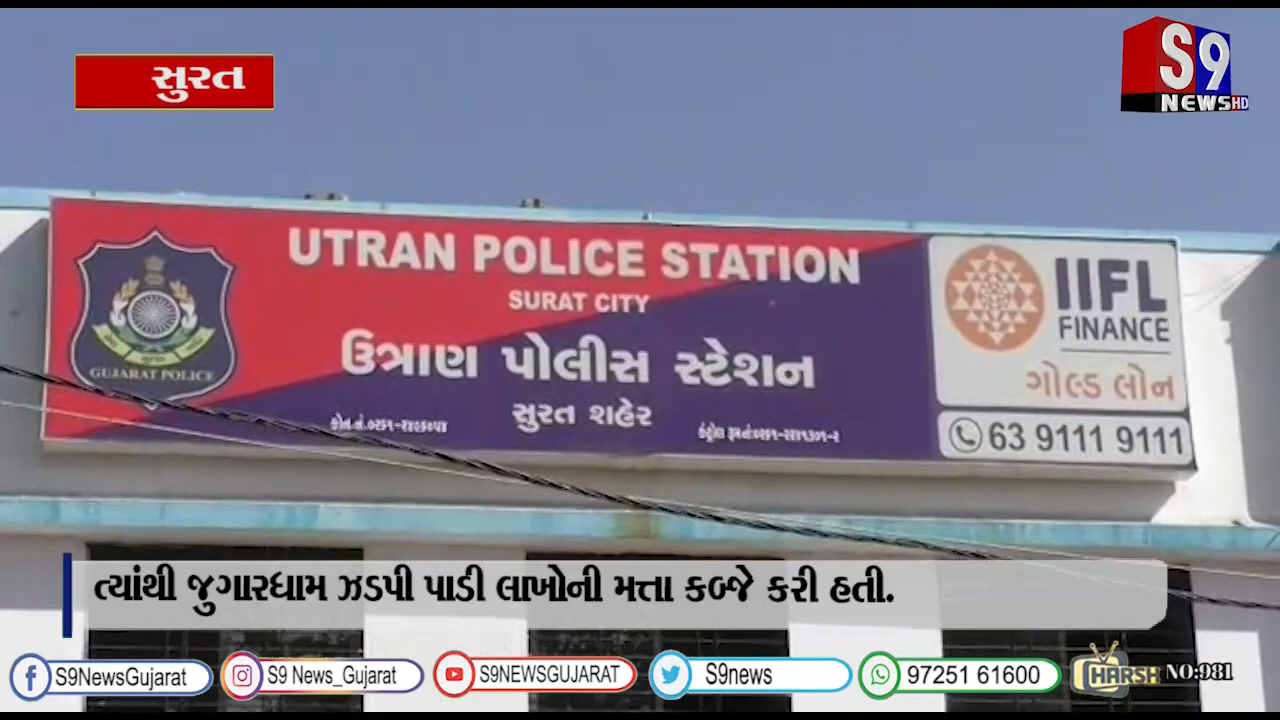 સુરત
S9
NEWS HD
UTRAN POLICE STATION
SURAT CITY
ઉત્રાણ પોલીસ સ્ટેશન
સુરત શહેર
GUJARAT POLICE
IIFL
FINANCE
ગોલ્ડ લોન
63 9111 9111
ત્યાંથી જુગારધામ ઝડપી પાડી લાખોની મત્તા કબ્જે કરી હતી.
S9NewsGujarat
S9 News_Gujarat
S9NEWSGUJARAT
S9news
97251 61600
HARSH NO:981